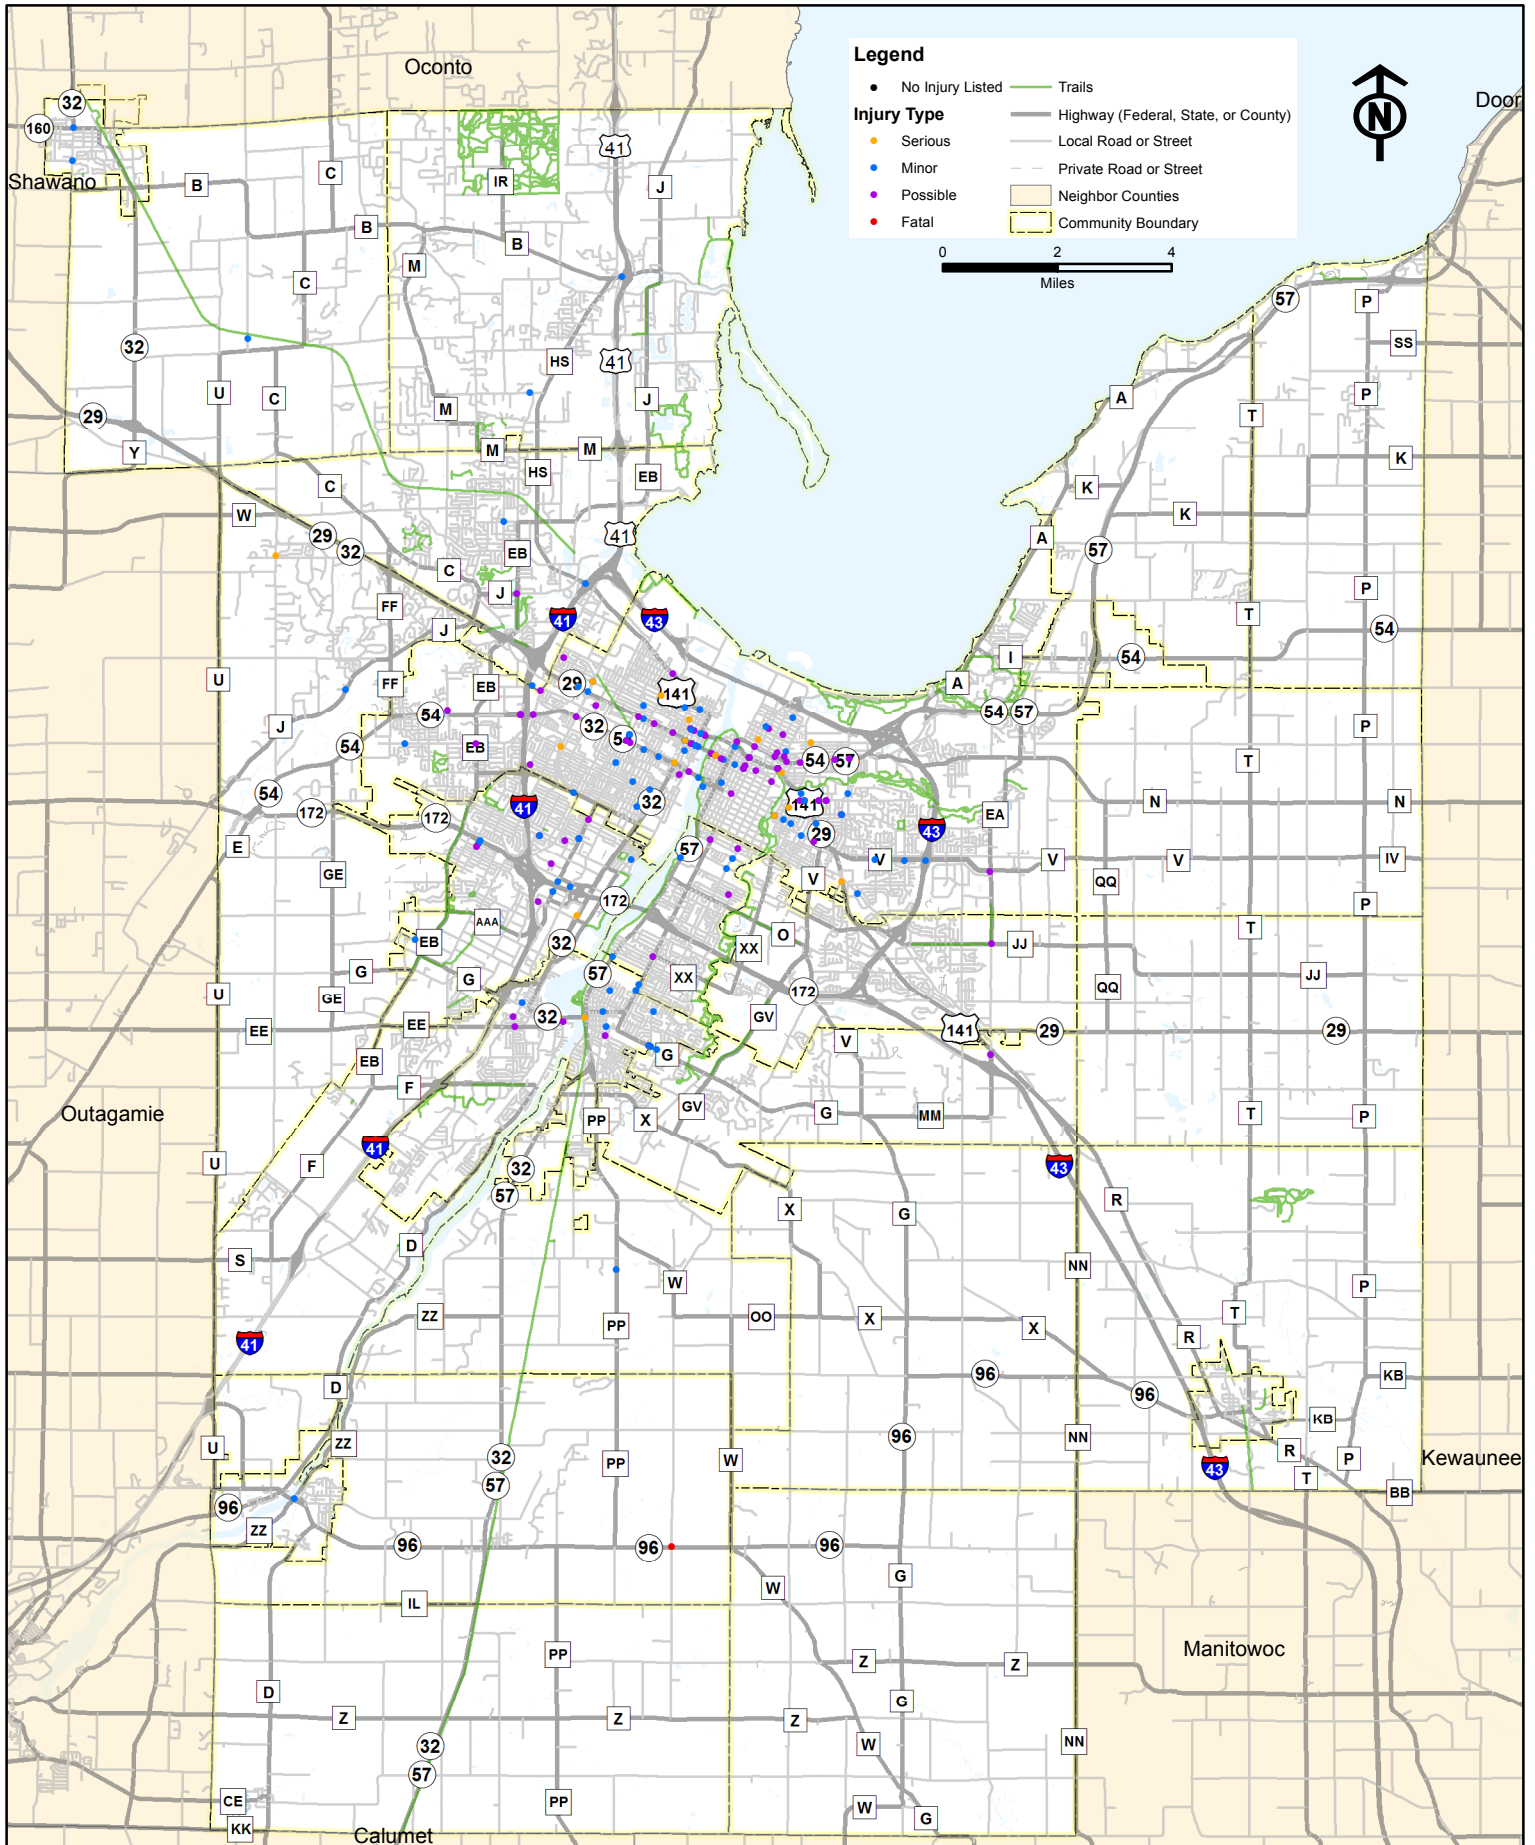 Legend
No Injury Listed
Injury Type
Serious
Minor
Possible
Fatal
Trails
Highway (Federal, State, or County)
Local Road or Street
Private Road or Street
Neighbor Counties
Community Boundary
0 2 4
Miles
N
Oconto
Door
Shawano
Outagamie
Kewaunee
Manitowoc
Calumet
32
160
B
C
IR
41
J
B
B
M
C
57
P
32
HS
41
SS
U
C
M
J
A
T
P
29
Y
M
M
HS
EB
K
C
K
W
K
29
32
41
A
57
EB
C
J
FF
41
43
P
T
J
54
I
54
U
FF
EB
29
141
A
54
32
54
54
57
J
54
EB
54
57
P
T
54
172
172
41
32
141
N
N
EA
29
43
E
57
V
V
V
IV
GE
V
QQ
172
P
AAA
EB
32
O
T
XX
JJ
G
G
57
XX
JJ
U
GE
172
QQ
EE
EE
32
GV
141
29
29
V
EB
G
F
GV
X
PP
G
MM
T
P
41
U
F
32
57
43
R
X
G
D
S
NN
W
P
ZZ
PP
OO
X
X
T
R
41
D
96
96
KB
KB
96
NN
U
ZZ
32
57
PP
W
R
P
T
43
BB
96
ZZ
96
96
96
W
G
IL
PP
Z
Z
D
Z
Z
Z
G
32
57
W
NN
CE
KK
PP
W
G